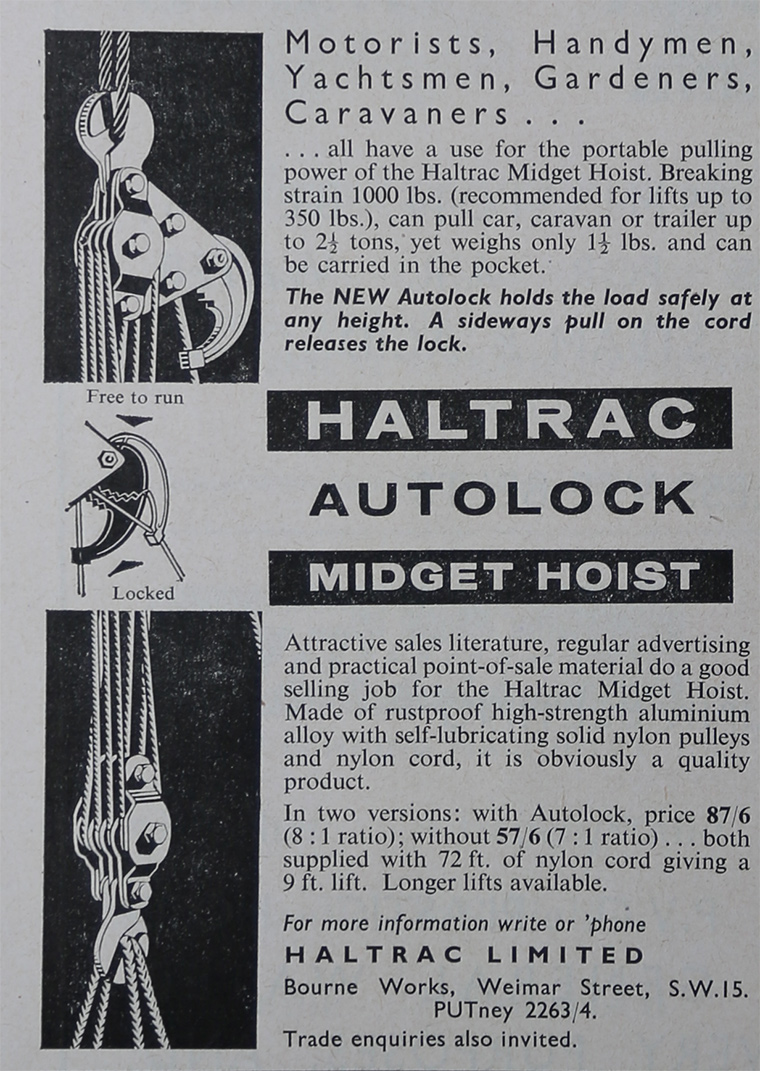 Motorists, Handymen,
Yachtsmen, Gardeners,
Caravaners . . .
. . . all have a use for the portable pulling
power of the Haltrac Midget Hoist. Breaking
strain 1000 lbs. (recommended for lifts up to
350 lbs.), can pull car, caravan or trailer up
to 2½ tons, yet weighs only 1½ lbs. and can
be carried in the pocket.
The NEW Autolock holds the load safely at
any height. A sideways pull on the cord
releases the lock.
Free to run
Locked
HALTRAC
AUTOLOCK
MIDGET HOIST
Attractive sales literature, regular advertising
and practical point-of-sale material do a good
selling job for the Haltrac Midget Hoist.
Made of rustproof high-strength aluminium
alloy with self-lubricating solid nylon pulleys
and nylon cord, it is obviously a quality
product.
In two versions: with Autolock, price 87/6
(8 : 1 ratio); without 57/6 (7 : 1 ratio) . . . both
supplied with 72 ft. of nylon cord giving a
9 ft. lift. Longer lifts available.
For more information write or 'phone
HALTRAC LIMITED
Bourne Works, Weimar Street, S.W.15.
PUTney 2263/4.
Trade enquiries also invited.